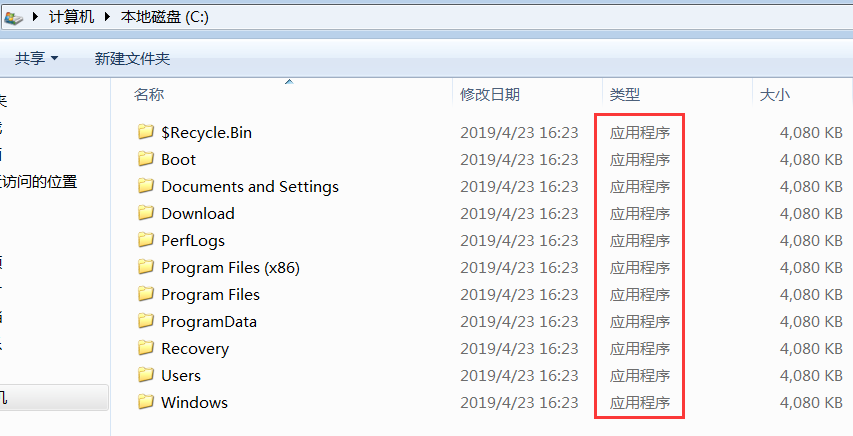 计算机 本地磁盘 (C:)
共享 新建文件夹
名称 修改日期 类型 大小
$Recycle.Bin 2019/4/23 16:23 应用程序 4,080 KB
Boot 2019/4/23 16:23 应用程序 4,080 KB
Documents and Settings 2019/4/23 16:23 应用程序 4,080 KB
访问的位置
Download 2019/4/23 16:23 应用程序 4,080 KB
PerfLogs 2019/4/23 16:23 应用程序 4,080 KB
Program Files (x86) 2019/4/23 16:23 应用程序 4,080 KB
Program Files 2019/4/23 16:23 应用程序 4,080 KB
ProgramData 2019/4/23 16:23 应用程序 4,080 KB
Recovery 2019/4/23 16:23 应用程序 4,080 KB
Users 2019/4/23 16:23 应用程序 4,080 KB
Windows 2019/4/23 16:23 应用程序 4,080 KB